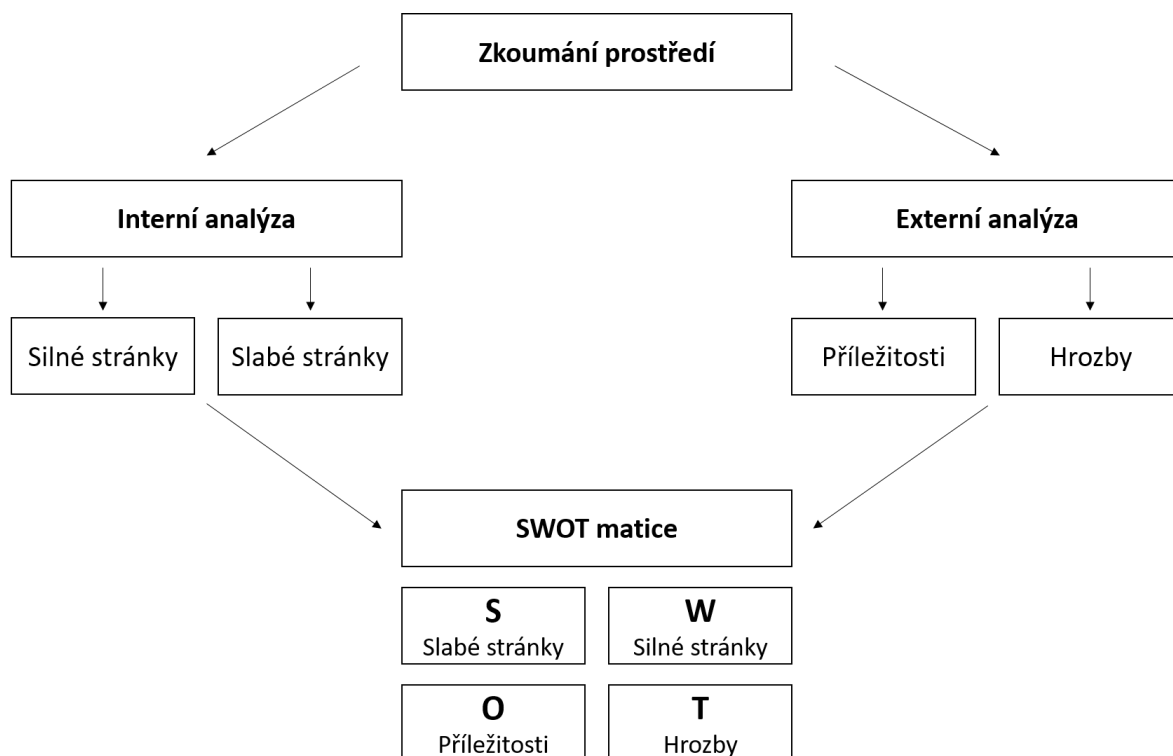 Zkoumání prostředí
Interní analýza
Externí analýza
Silné stránky
Slabé stránky
Příležitosti
Hrozby
SWOT matice
S
Slabé stránky
W
Silné stránky
O
Příležitosti
T
Hrozby